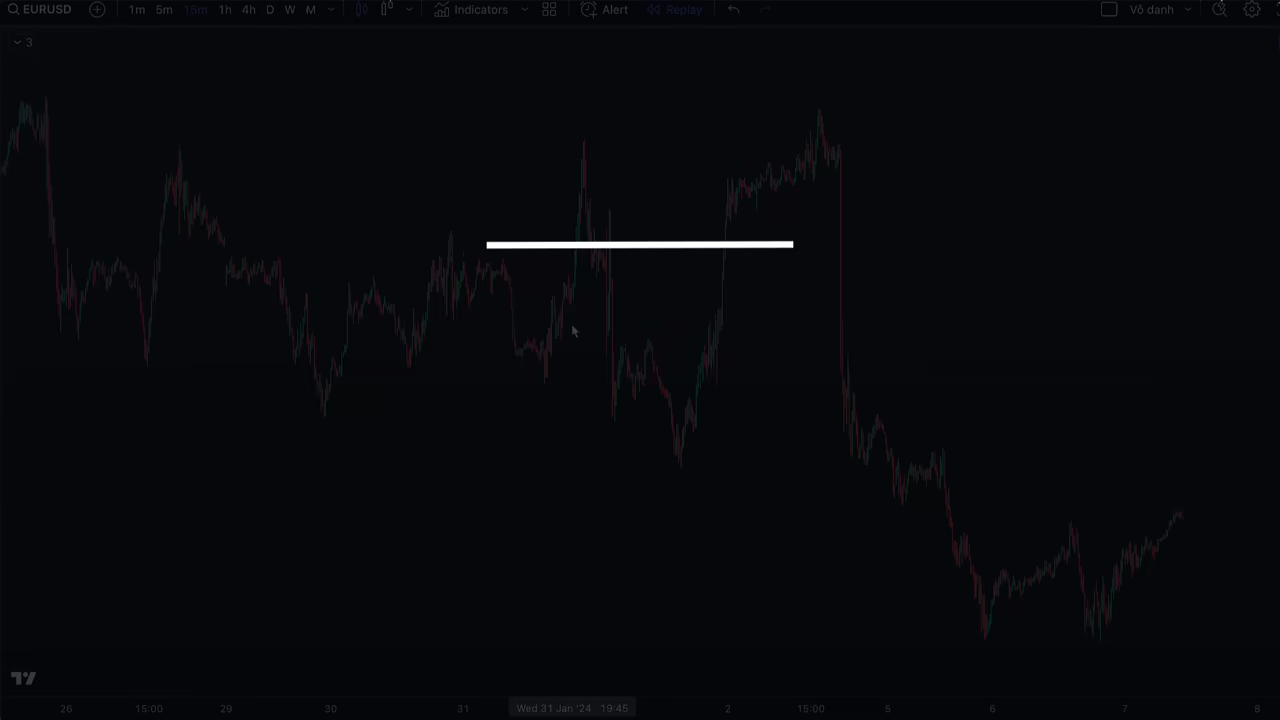 EURUSD 1m 5m 15m 1h 4h D W M Indicators Alert Replay Vô danh
3
26 15:00 29 30 31 Wed 31 Jan '24 19:45 2 15:00 5 6 7 8